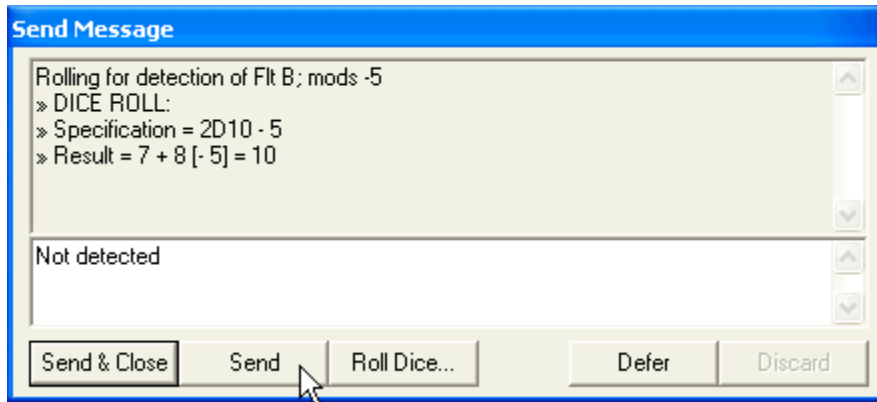 Send Message
Rolling for detection of Flt B; mods -5
» DICE ROLL:
» Specification = 2D10 - 5
» Result = 7 + 8 [- 5] = 10
Not detected
Send & Close Send Roll Dice... Defer Discard